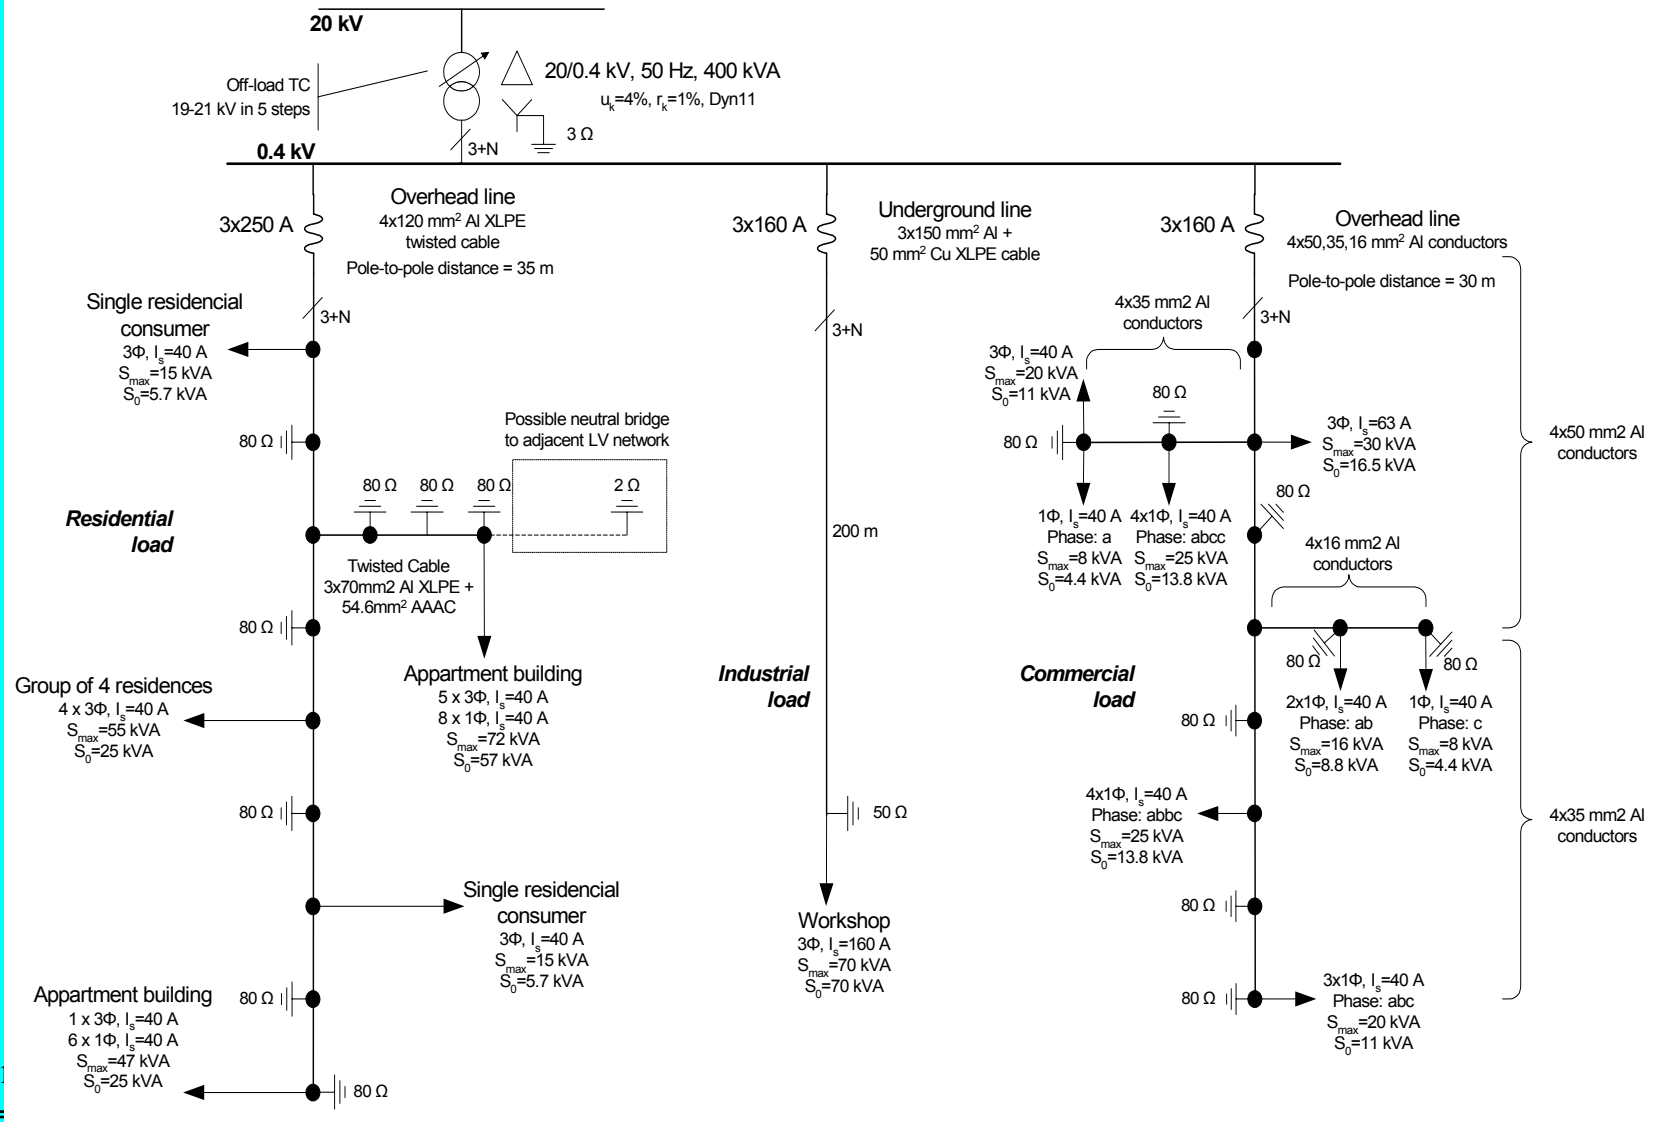 20 kV
Off-load TC
19-21 kV in 5 steps
20/0.4 kV, 50 Hz, 400 kVA
uk=4%, rk=1%, Dyn11
3 Ω
3+N
0.4 kV
3x250 A
Overhead line
4x120 mm² Al XLPE
twisted cable
Pole-to-pole distance = 35 m
3+N
Single residencial
consumer
3Φ, Is=40 A
Smax=15 kVA
S0=5.7 kVA
80 Ω
Possible neutral bridge
to adjacent LV network
80 Ω
80 Ω
80 Ω
2 Ω
Residential
load
Twisted Cable
3x70mm2 Al XLPE +
54.6mm² AAAC
80 Ω
Appartment building
5 x 3Φ, Is=40 A
8 x 1Φ, Is=40 A
Smax=72 kVA
S0=57 kVA
Group of 4 residences
4 x 3Φ, Is=40 A
Smax=55 kVA
S0=25 kVA
80 Ω
Single residencial
consumer
3Φ, Is=40 A
Smax=15 kVA
S0=5.7 kVA
80 Ω
Appartment building
1 x 3Φ, Is=40 A
6 x 1Φ, Is=40 A
Smax=47 kVA
S0=25 kVA
80 Ω
3x160 A
Underground line
3x150 mm² Al +
50 mm² Cu XLPE cable
3+N
200 m
Industrial
load
50 Ω
Workshop
3Φ, Is=160 A
Smax=70 kVA
S0=70 kVA
3x160 A
Overhead line
4x50,35,16 mm² Al conductors
Pole-to-pole distance = 30 m
3+N
4x35 mm2 Al
conductors
3Φ, Is=40 A
Smax=20 kVA
S0=11 kVA
80 Ω
80 Ω
3Φ, Is=63 A
Smax=30 kVA
S0=16.5 kVA
4x50 mm2 Al
conductors
1Φ, Is=40 A
Phase: a
Smax=8 kVA
S0=4.4 kVA
4x1Φ, Is=40 A
Phase: abcc
Smax=25 kVA
S0=13.8 kVA
80 Ω
4x16 mm2 Al
conductors
80 Ω
80 Ω
Commercial
load
2x1Φ, Is=40 A
Phase: ab
Smax=16 kVA
S0=8.8 kVA
1Φ, Is=40 A
Phase: c
Smax=8 kVA
S0=4.4 kVA
80 Ω
4x1Φ, Is=40 A
Phase: abbc
Smax=25 kVA
S0=13.8 kVA
4x35 mm2 Al
conductors
80 Ω
80 Ω
3x1Φ, Is=40 A
Phase: abc
Smax=20 kVA
S0=11 kVA